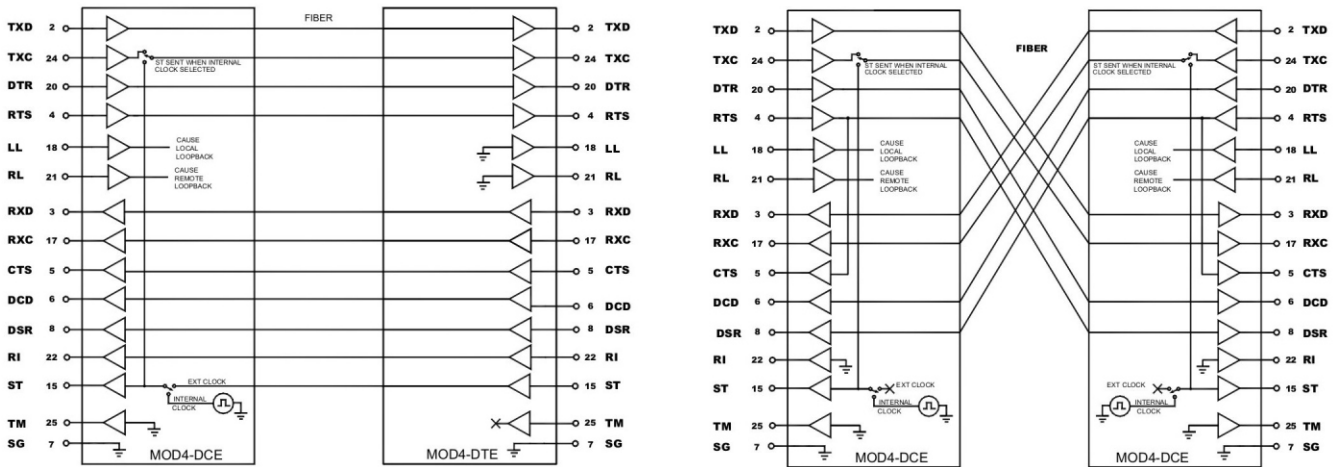 FIBER
TXD 2 2 TXD
TXC 24 24 TXC
ST SENT WHEN INTERNAL
CLOCK SELECTED
DTR 20 20 DTR
RTS 4 4 RTS
LL 18 CAUSE
LOCAL
LOOPBACK 18 LL
RL 21 CAUSE
REMOTE
LOOPBACK 21 RL
RXD 3 3 RXD
RXC 17 17 RXC
CTS 5 5 CTS
DCD 6 6 DCD
DSR 8 8 DSR
RI 22 22 RI
ST 15 EXT CLOCK 15 ST
INTERNAL
CLOCK
TM 25 25 TM
SG 7 7 SG
MOD4-DCE MOD4-DTE
TXD 2 2 TXD
FIBER
TXC 24 24 TXC
ST SENT WHEN INTERNAL
CLOCK SELECTED
ST SENT WHEN INTERNAL
CLOCK SELECTED
DTR 20 20 DTR
RTS 4 4 RTS
LL 18 CAUSE
LOCAL
LOOPBACK
CAUSE
LOCAL
LOOPBACK 18 LL
RL 21 CAUSE
REMOTE
LOOPBACK
CAUSE
REMOTE
LOOPBACK 21 RL
RXD 3 3 RXD
RXC 17 17 RXC
CTS 5 5 CTS
DCD 6 6 DCD
DSR 8 8 DSR
RI 22 22 RI
ST 15 EXT CLOCK EXT CLOCK 15 ST
INTERNAL
CLOCK
INTERNAL
CLOCK
TM 25 25 TM
SG 7 7 SG
MOD4-DCE MOD4-DCE